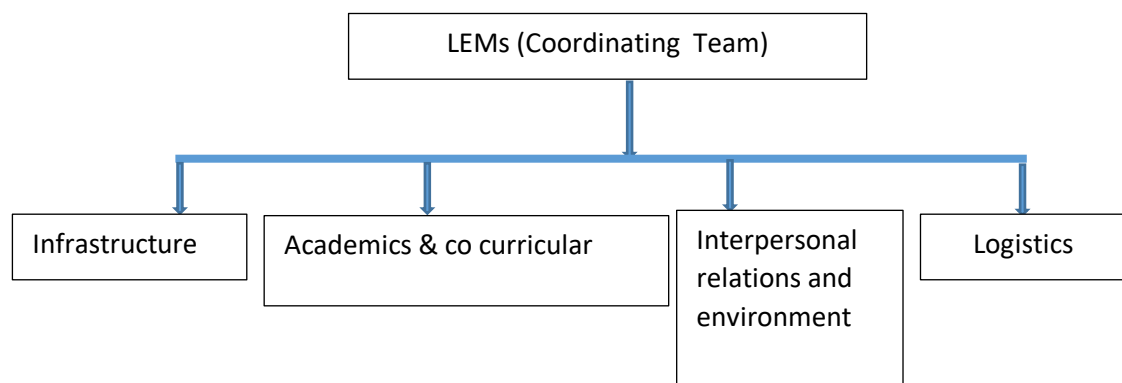 LEMs (Coordinating Team)
Infrastructure
Academics & co curricular
Interpersonal
relations and
environment
Logistics